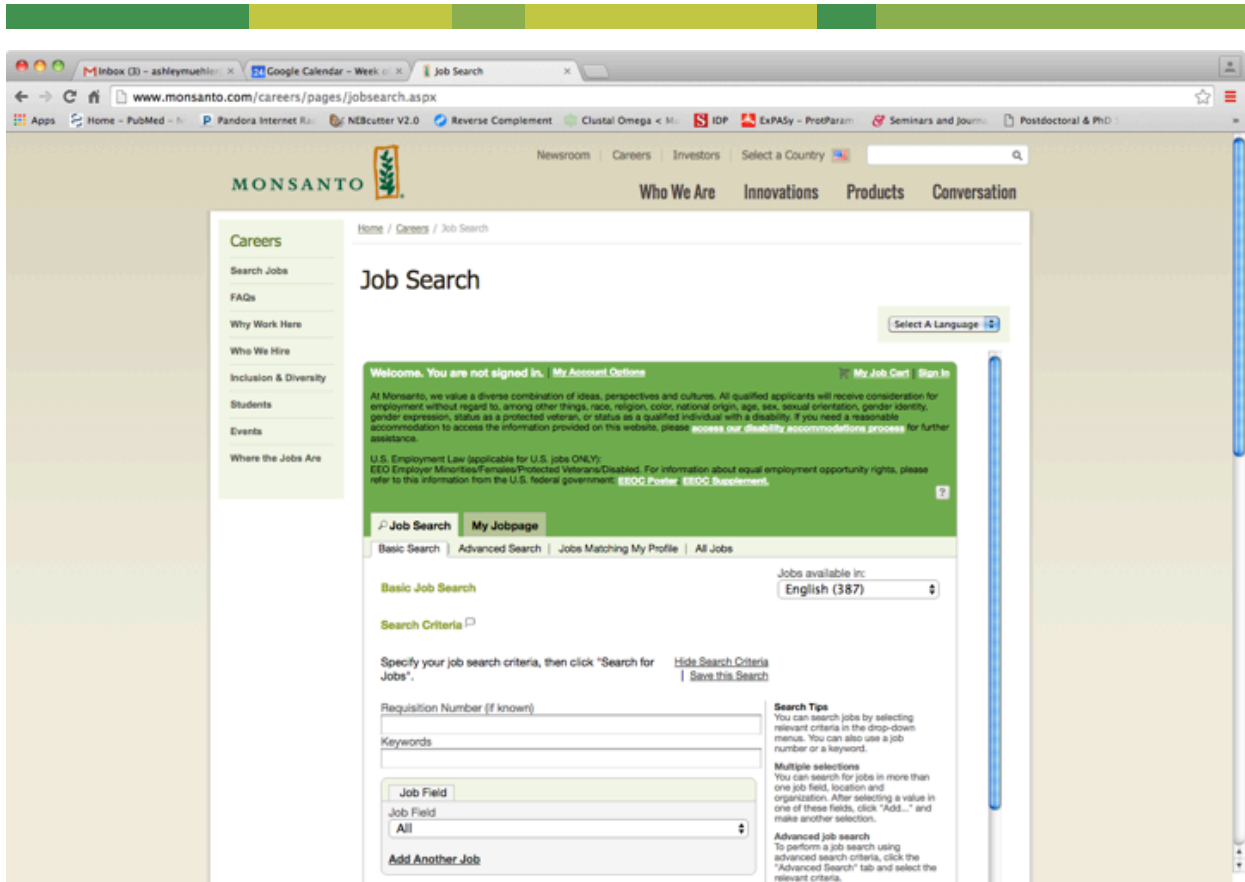 Inbox (3) - ashleymuehler
Google Calendar - Week o
Job Search
www.monsanto.com/careers/pages/jobsearch.aspx
Apps
Home - PubMed - N
Pandora Internet Ra
NEBcutter V2.0
Reverse Complement
Clustal Omega < M
IDP
ExPASy - ProtParam
Seminars and Journa
Postdoctoral & PhD
Newsroom | Careers | Investors | Select a Country
MONSANTO
Who We Are Innovations Products Conversation
Careers
Search Jobs
FAQs
Why Work Here
Who We Hire
Inclusion & Diversity
Students
Events
Where the Jobs Are
Home / Careers / Job Search
Job Search
Select A Language
Welcome. You are not signed in. | My Account Options
My Job Cart | Sign In
At Monsanto, we value a diverse combination of ideas, perspectives and cultures. All qualified applicants will receive consideration for
employment without regard to, among other things, race, religion, color, national origin, age, sex, sexual orientation, gender identity,
gender expression, status as a protected veteran, or status as a qualified individual with a disability. If you need a reasonable
accommodation to access the information provided on this website, please access our disability accommodations process for further
assistance.
U.S. Employment Law (applicable for U.S. jobs ONLY):
EEO Employer Minorities/Females/Protected Veterans/Disabled. For information about equal employment opportunity rights, please
refer to this information from the U.S. federal government: EEOC Poster, EEOC Supplement.
?
Job Search My Jobpage
Basic Search | Advanced Search | Jobs Matching My Profile | All Jobs
Jobs available in:
English (387)
Basic Job Search
Search Criteria
Specify your job search criteria, then click "Search for
Jobs".
Hide Search Criteria
| Save this Search
Requisition Number (if known)
Keywords
Job Field
Job Field
All
Add Another Job
Search Tips
You can search jobs by selecting
relevant criteria in the drop-down
menus. You can also use a job
number or a keyword.
Multiple selections
You can search for jobs in more than
one job field, location and
organization. After selecting a value in
one of these fields, click "Add..." and
make another selection.
Advanced job search
To perform a job search using
advanced search criteria, click the
"Advanced Search" tab and select the
relevant criteria.